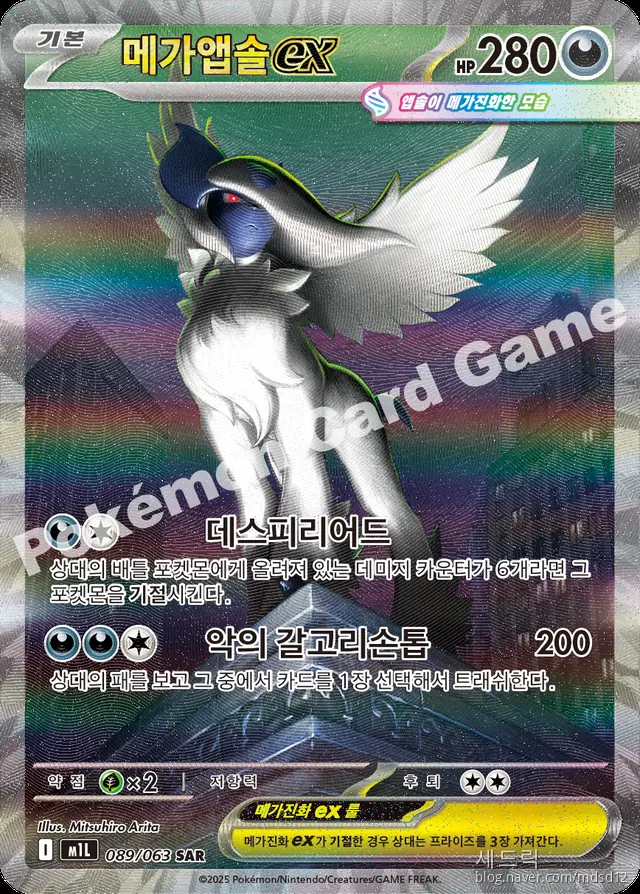 기본
메가앱솔ex
HP280
앱솔이 메가진화한 모습
Pokémon Card Game
데스피리어드
상대의 배틀 포켓몬에게 올려져 있는 데미지 카운터가 6개라면 그
포켓몬을 기절시킨다.
악의 갈고리손톱 200
상대의 패를 보고 그 중에서 카드를 1장 선택해서 트래쉬한다.
약점 ×2 저항력 후퇴
메가진화 ex 룰
메가진화 ex가 기절한 경우 상대는 프라이즈를 3장 가져간다.
Illus. Mitsuhiro Arita
I M1L 089/063 SAR
세드릭
blog.naver.com/mdsd12
©2025 Pokémon/Nintendo/Creatures/GAME FREAK.